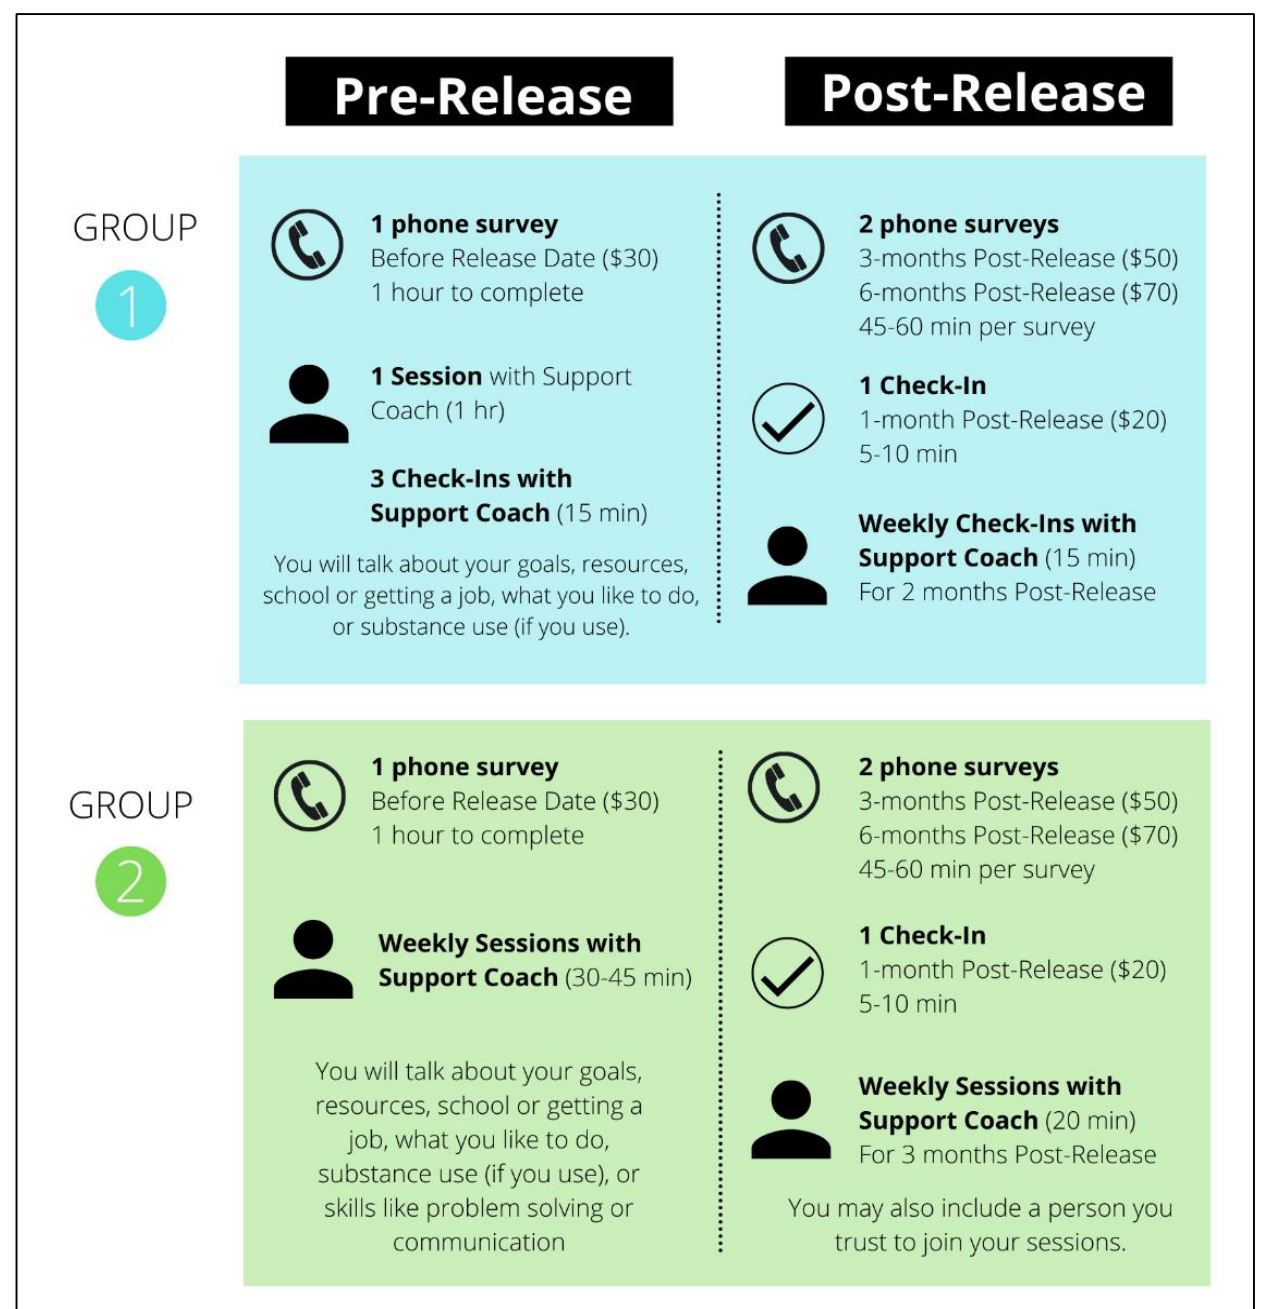 Pre-Release
Post-Release
GROUP
1
1 phone survey
Before Release Date ($30)
1 hour to complete
1 Session with Support
Coach (1 hr)
3 Check-Ins with
Support Coach (15 min)
You will talk about your goals, resources,
school or getting a job, what you like to do,
or substance use (if you use).
2 phone surveys
3-months Post-Release ($50)
6-months Post-Release ($70)
45-60 min per survey
1 Check-In
1-month Post-Release ($20)
5-10 min
Weekly Check-Ins with
Support Coach (15 min)
For 2 months Post-Release
GROUP
2
1 phone survey
Before Release Date ($30)
1 hour to complete
Weekly Sessions with
Support Coach (30-45 min)
You will talk about your goals,
resources, school or getting a
job, what you like to do,
substance use (if you use), or
skills like problem solving or
communication
2 phone surveys
3-months Post-Release ($50)
6-months Post-Release ($70)
45-60 min per survey
1 Check-In
1-month Post-Release ($20)
5-10 min
Weekly Sessions with
Support Coach (20 min)
For 3 months Post-Release
You may also include a person you
trust to join your sessions.